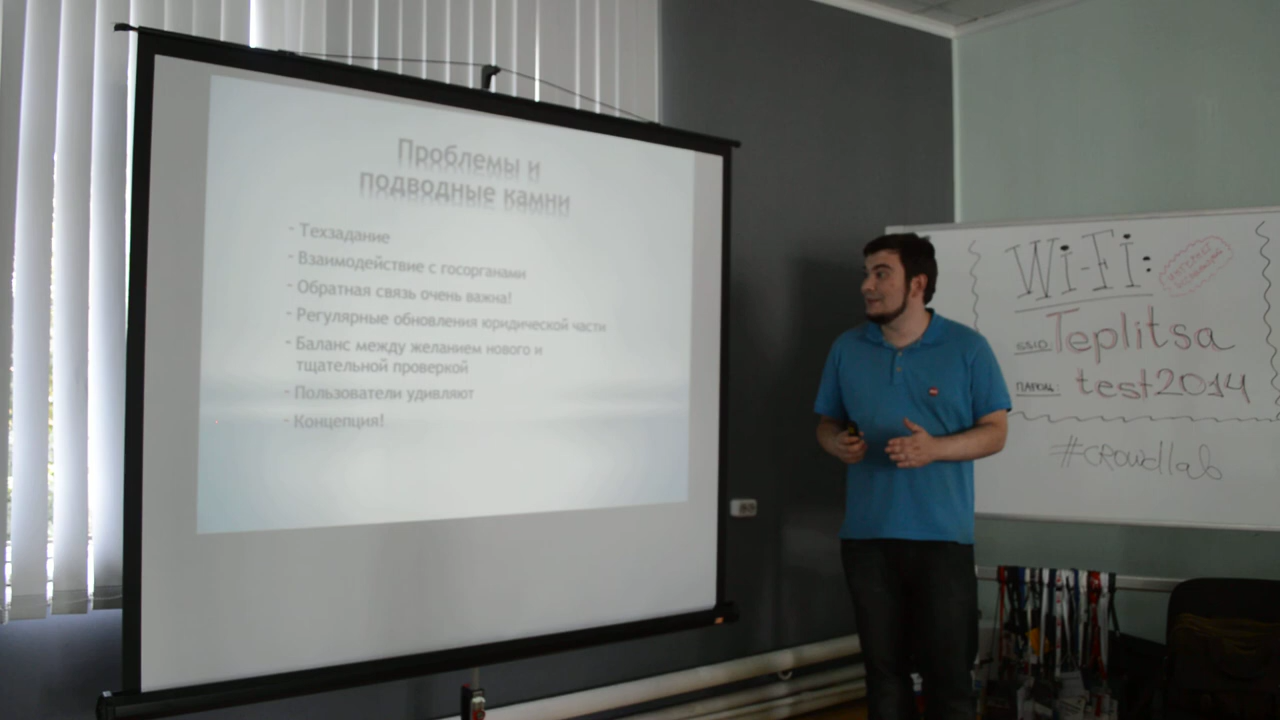 Проблемы и
подводные камни
- Техзадание
- Взаимодействие с госорганами
- Обратная связь очень важна!
- Регулярные обновления юридической части
- Баланс между желанием нового и
тщательной проверкой
- Пользователи удивляют
- Концепция!
Wi-Fi:
Teplitsa
ПАРОЛЬ: test2014
#crowdlab